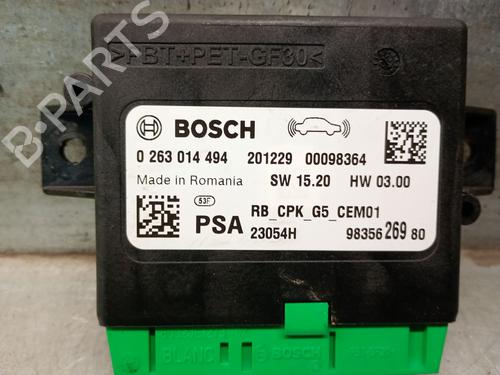 >PBT+PET-GF30<
BOSCH
0 263 014 494 201229 00098364
Made in Romania SW 15.20 HW 03.00
53F
RB_CPK_G5_CEM01
PSA 23054H 98356 269 80
BLANC BOSCH
B-PARTS